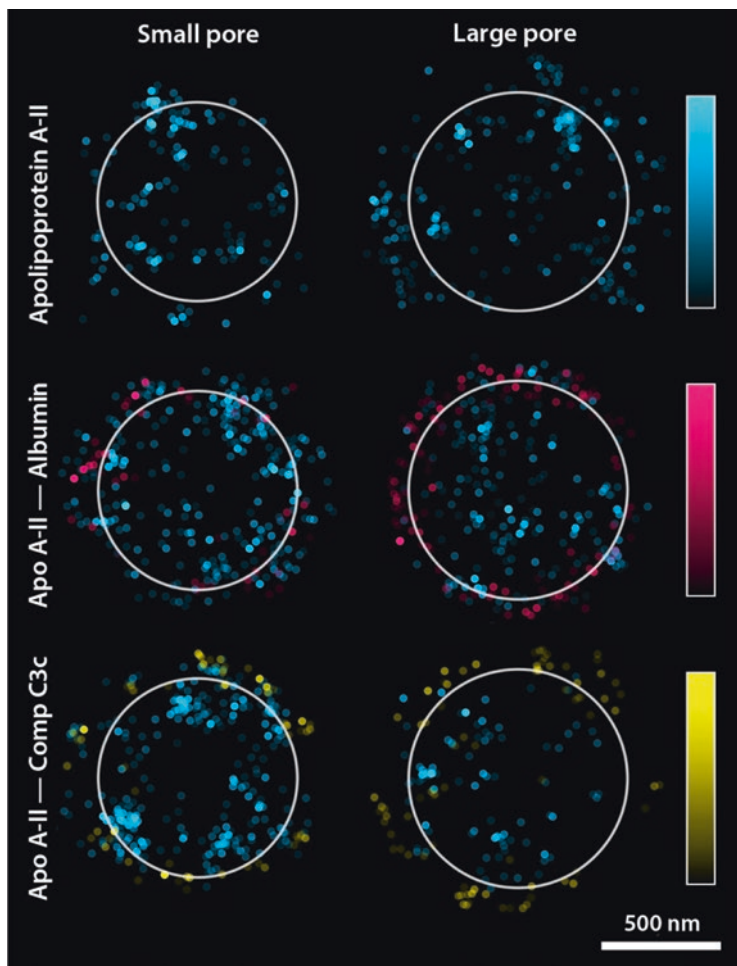 Small pore
Large pore
Apolipoprotein A-II
Apo A-II — Albumin
Apo A-II — Comp C3c
500 nm